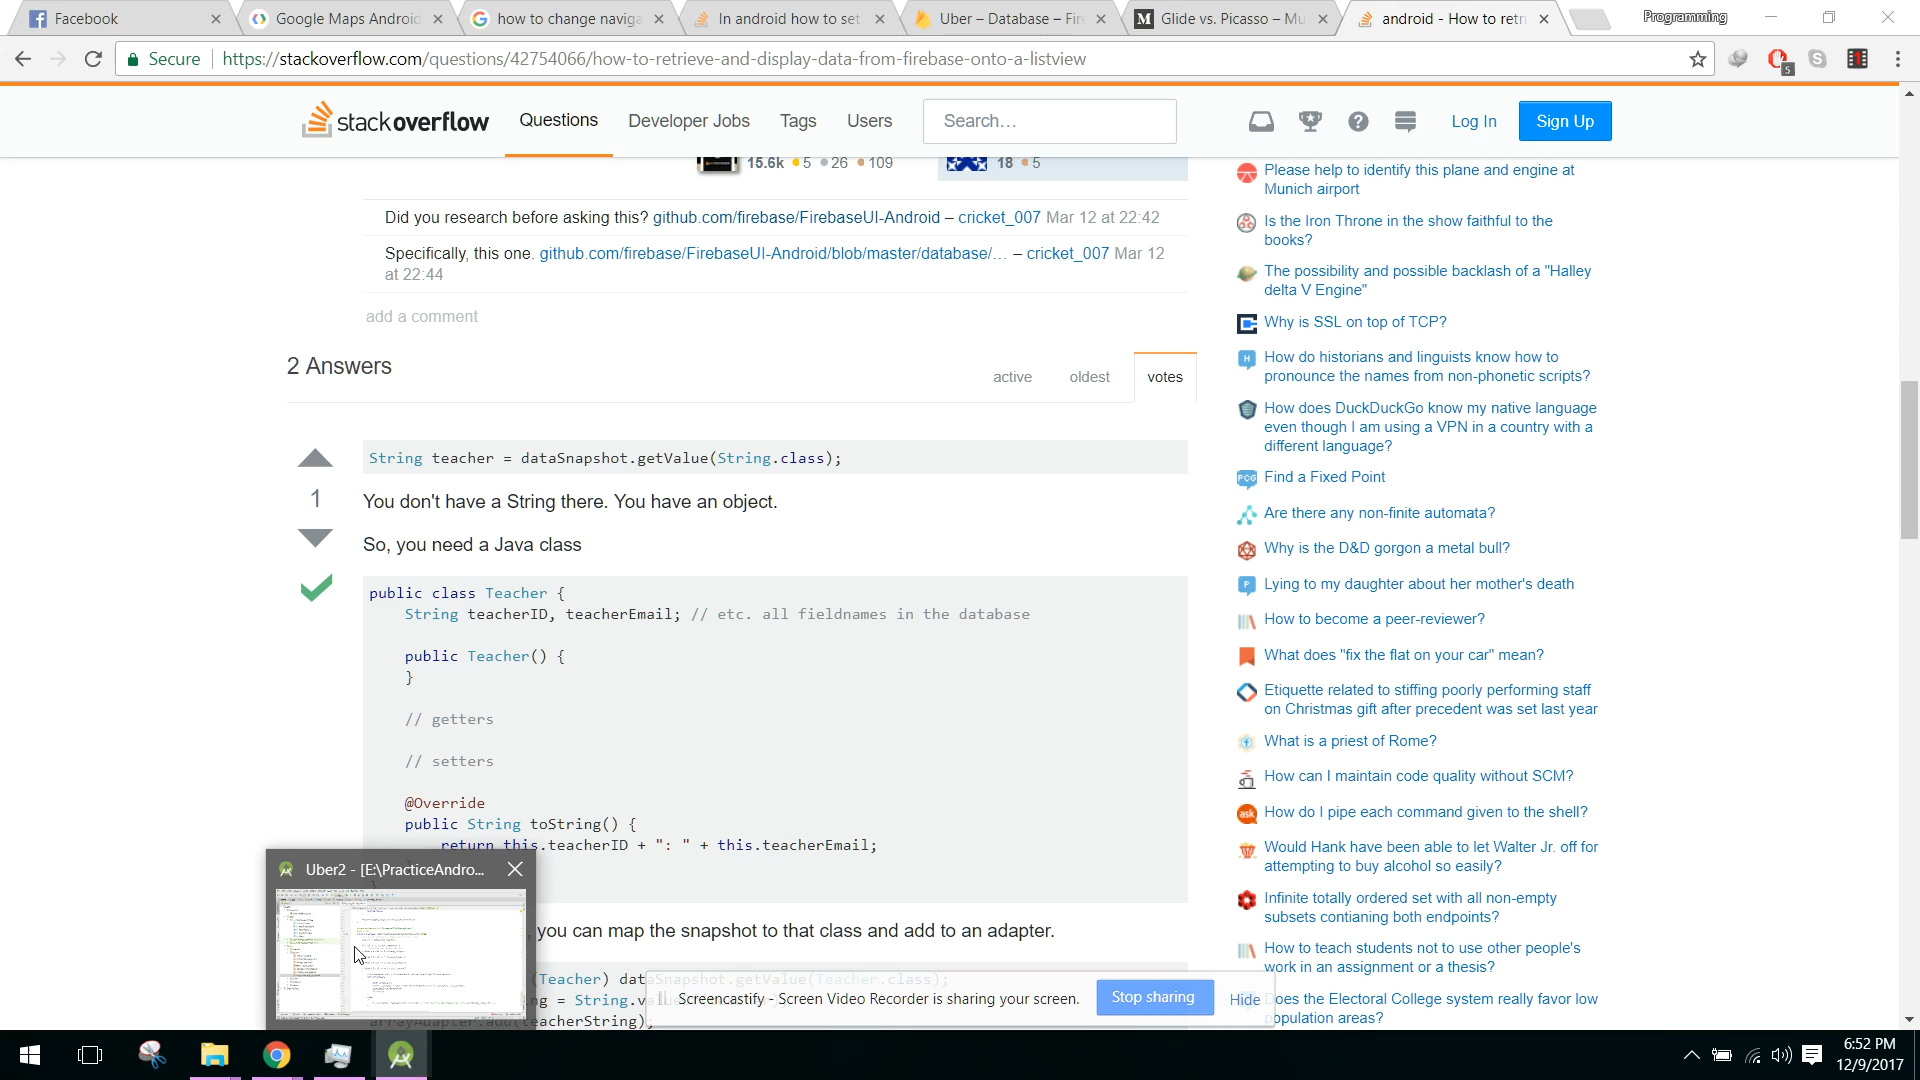 Facebook
Google Maps Android
how to change naviga
In android how to set
Uber – Database – Fire
Glide vs. Picasso – Mu
android - How to retri
Programming
Secure
https://stackoverflow.com/questions/42754066/how-to-retrieve-and-display-data-from-firebase-onto-a-listview
5
stackoverflow
Questions
Developer Jobs
Tags
Users
Search…
Log In
Sign Up
15.6k 5 26 109
18 5
Did you research before asking this? github.com/firebase/FirebaseUI-Android – cricket_007 Mar 12 at 22:42
Specifically, this one. github.com/firebase/FirebaseUI-Android/blob/master/database/… – cricket_007 Mar 12
at 22:44
add a comment
2 Answers
active
oldest
votes
1
String teacher = dataSnapshot.getValue(String.class);
You don't have a String there. You have an object.
So, you need a Java class
public class Teacher {
String teacherID, teacherEmail; // etc. all fieldnames in the database
public Teacher() {
}
// getters
// setters
@Override
public String toString() {
return this.teacherID + ": " + this.teacherEmail;
you can map the snapshot to that class and add to an adapter.
(Teacher) dataSnapshot.getValue(Teacher.class);
= String.valu
arrayAdapter.add(teacherString);
Please help to identify this plane and engine at
Munich airport
Is the Iron Throne in the show faithful to the
books?
The possibility and possible backlash of a "Halley
delta V Engine"
Why is SSL on top of TCP?
How do historians and linguists know how to
pronounce the names from non-phonetic scripts?
How does DuckDuckGo know my native language
even though I am using a VPN in a country with a
different language?
Find a Fixed Point
Are there any non-finite automata?
Why is the D&D gorgon a metal bull?
Lying to my daughter about her mother's death
How to become a peer-reviewer?
What does "fix the flat on your car" mean?
Etiquette related to stiffing poorly performing staff
on Christmas gift after precedent was set last year
What is a priest of Rome?
How can I maintain code quality without SCM?
How do I pipe each command given to the shell?
Would Hank have been able to let Walter Jr. off for
attempting to buy alcohol so easily?
Infinite totally ordered set with all non-empty
subsets contianing both endpoints?
How to teach students not to use other people's
work in an assignment or a thesis?
Does the Electoral College system really favor low
population areas?
Uber2 - [E:\PracticeAndro...
Screencastify - Screen Video Recorder is sharing your screen.
Stop sharing
Hide
6:52 PM
12/9/2017